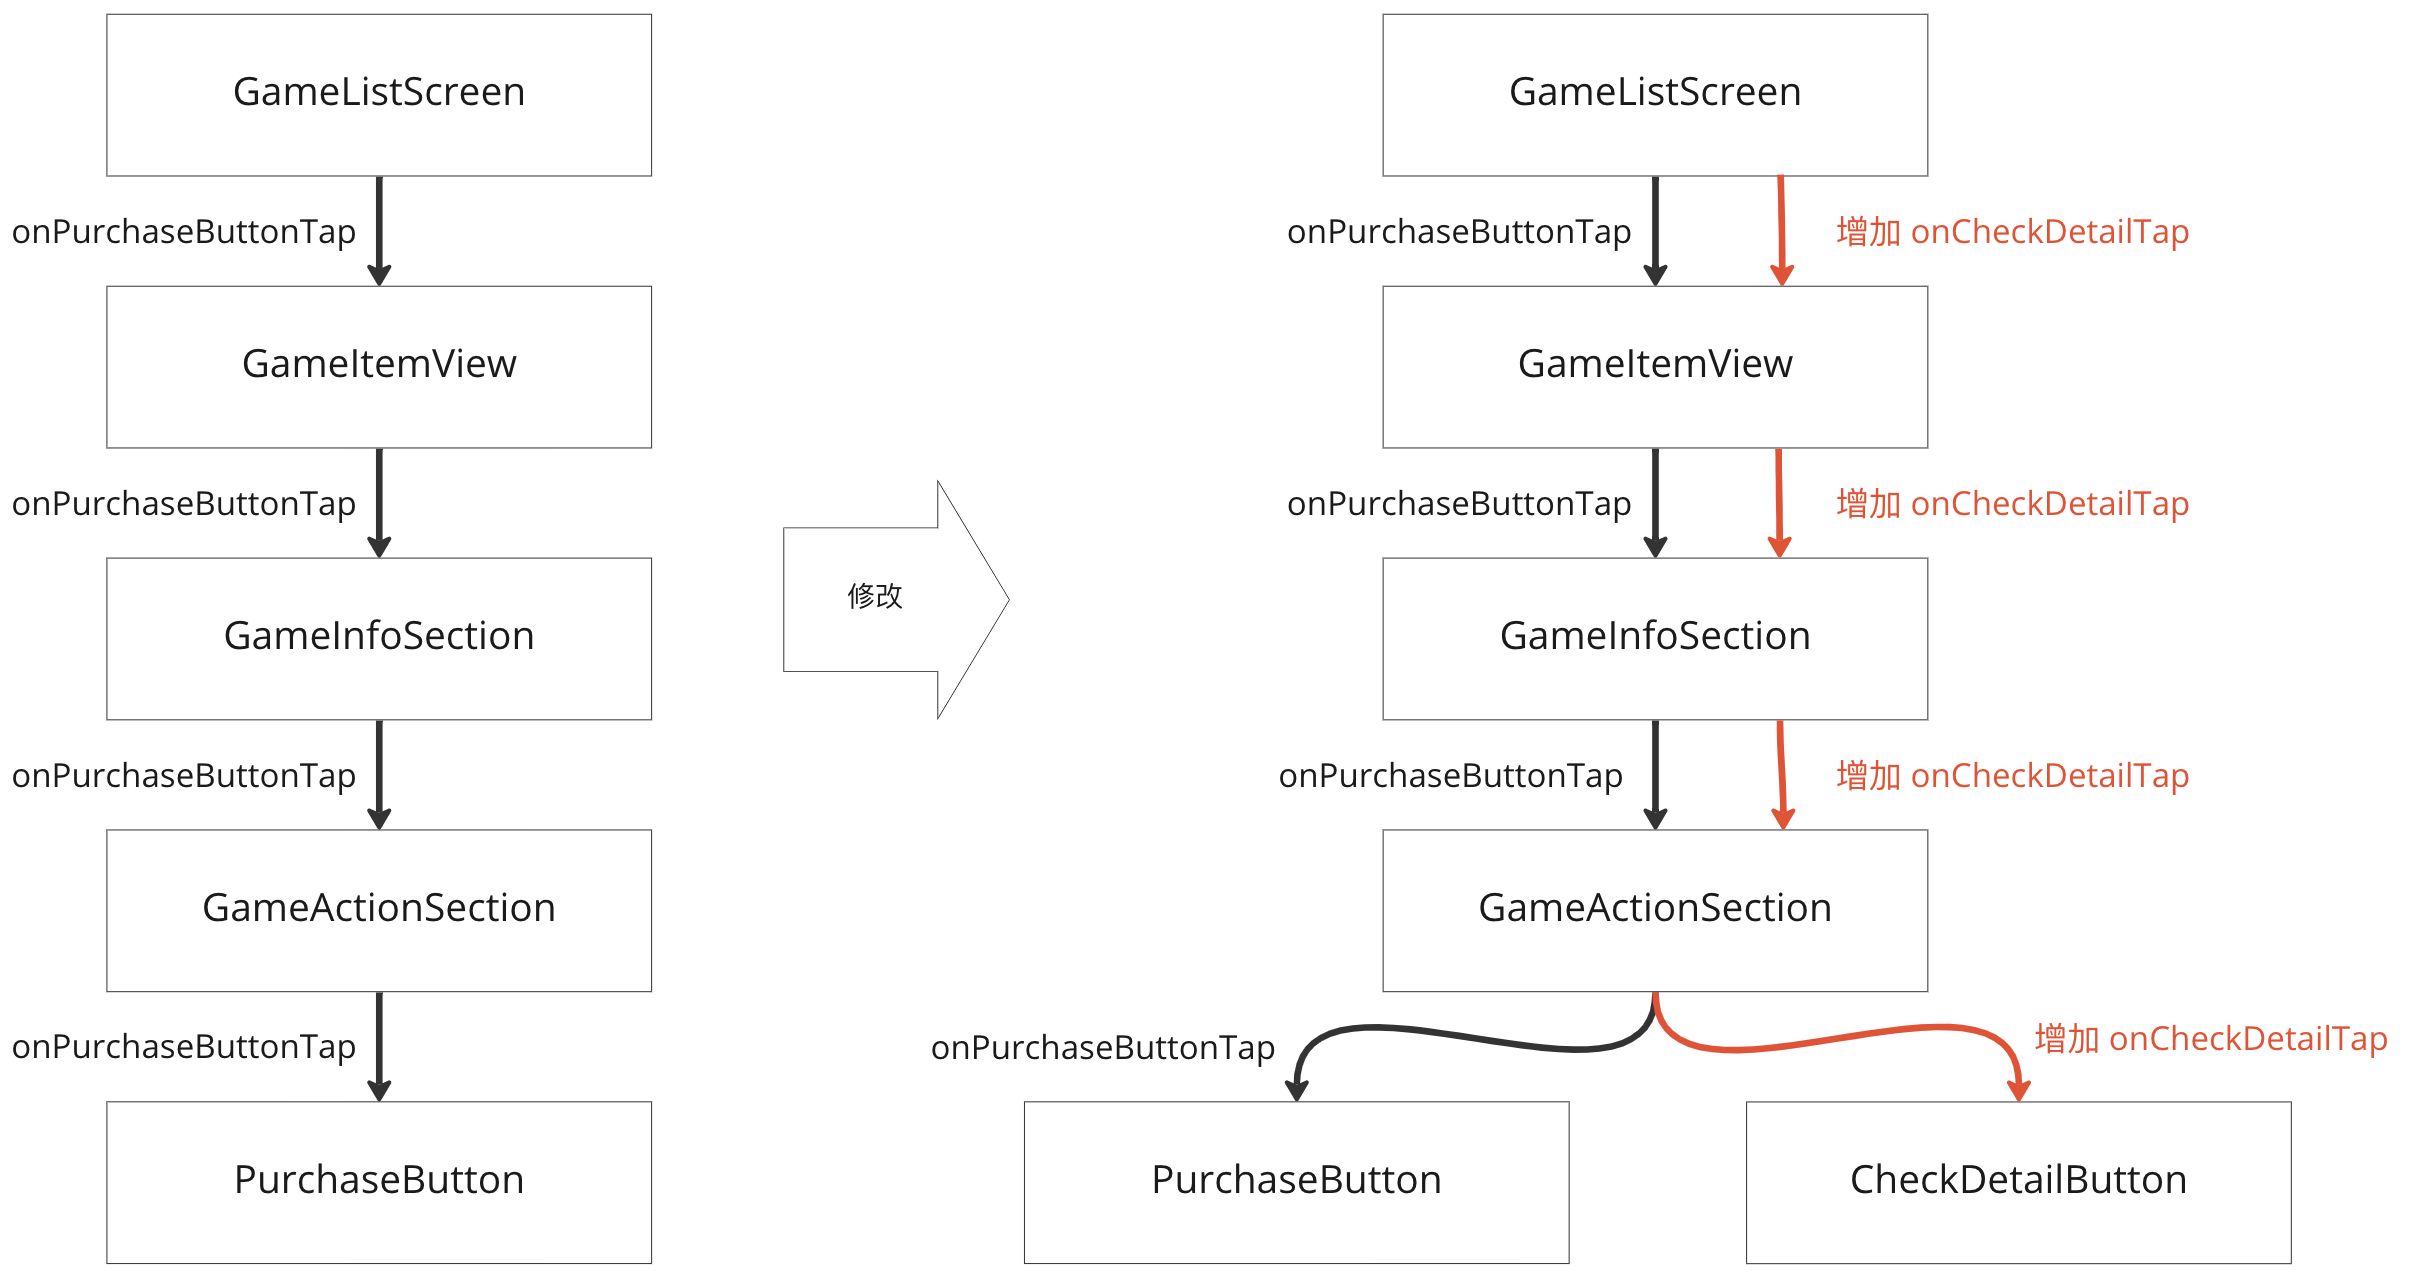 GameListScreen
onPurchaseButtonTap
GameItemView
onPurchaseButtonTap
GameInfoSection
onPurchaseButtonTap
GameActionSection
onPurchaseButtonTap
PurchaseButton
修改
GameListScreen
onPurchaseButtonTap
增加 onCheckDetailTap
GameItemView
onPurchaseButtonTap
增加 onCheckDetailTap
GameInfoSection
onPurchaseButtonTap
增加 onCheckDetailTap
GameActionSection
onPurchaseButtonTap
增加 onCheckDetailTap
PurchaseButton
CheckDetailButton